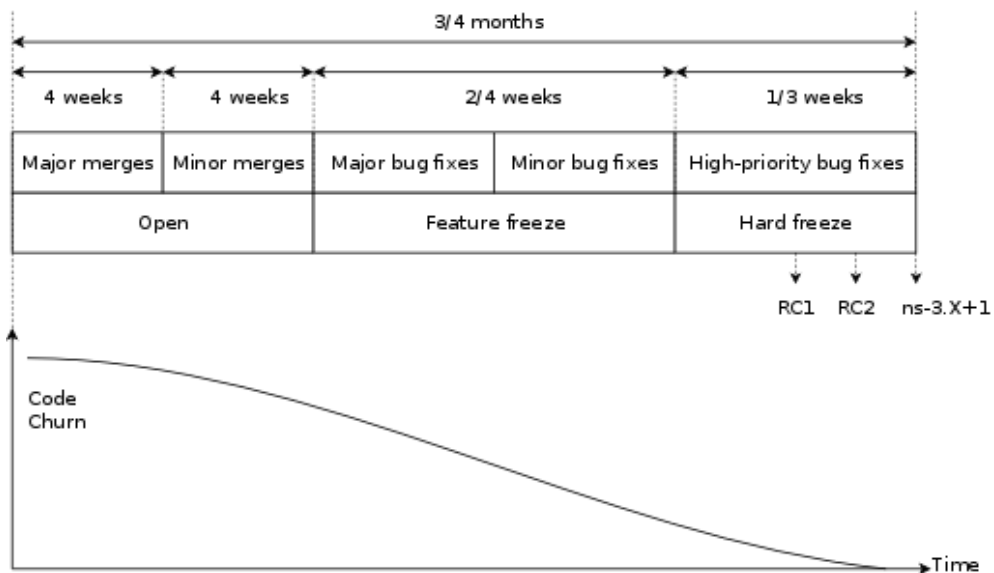 3/4 months
4 weeks
4 weeks
2/4 weeks
1/3 weeks
Major merges
Minor merges
Major bug fixes
Minor bug fixes
High-priority bug fixes
Open
Feature freeze
Hard freeze
RC1
RC2
ns-3.X+1
Code
Churn
Time